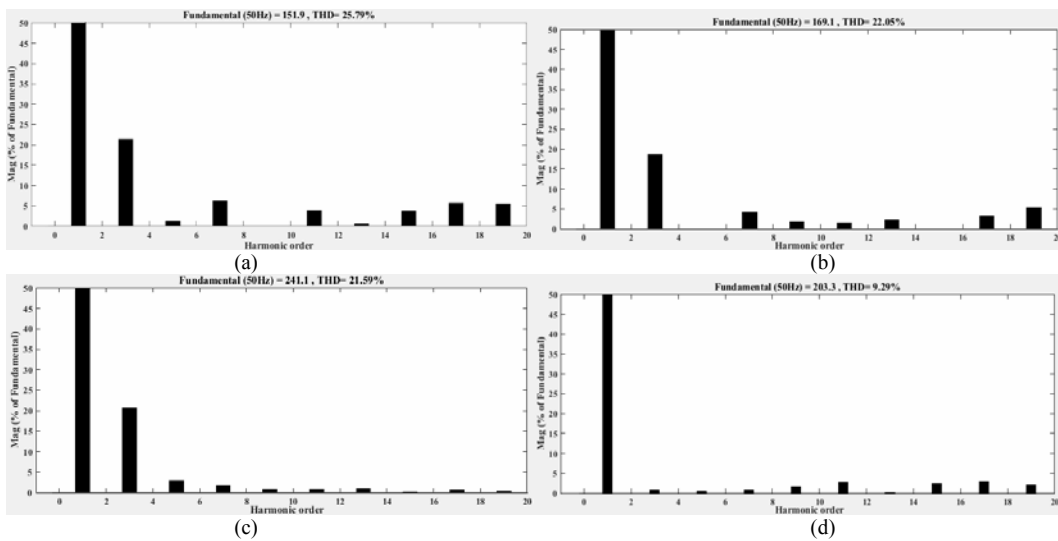 Fundamental (50Hz) = 151.9 , THD= 25.79%
50
45
40
35
30
25
20
15
10
5
0
Mag (% of Fundamental)
0 2 4 6 8 10 12 14 16 18 20
Harmonic order
(a)
Fundamental (50Hz) = 169.1 , THD= 22.05%
50
45
40
35
30
25
20
15
10
5
0
Mag (% of Fundamental)
0 2 4 6 8 10 12 14 16 18 20
Harmonic order
(b)
Fundamental (50Hz) = 241.1 , THD= 21.59%
50
45
40
35
30
25
20
15
10
5
0
Mag (% of Fundamental)
0 2 4 6 8 10 12 14 16 18 20
Harmonic order
(c)
Fundamental (50Hz) = 203.3 , THD= 9.29%
50
45
40
35
30
25
20
15
10
5
0
Mag (% of Fundamental)
0 2 4 6 8 10 12 14 16 18 20
Harmonic order
(d)